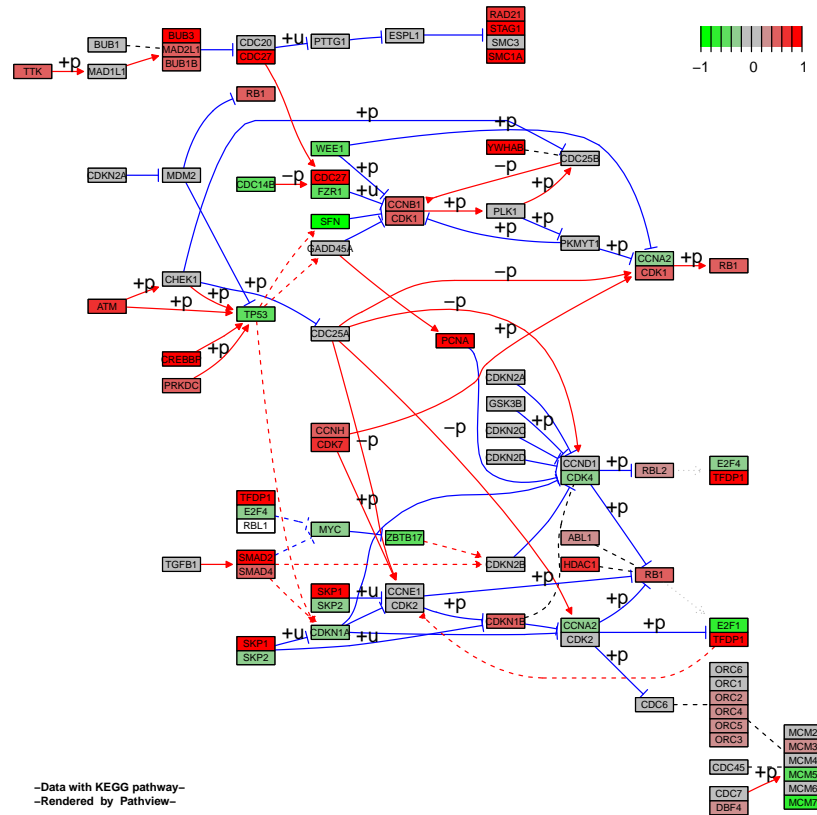 RAD21
BUB3
STAG1
BUB1
MAD2L1
CDC20
+u
PTTG1
ESPL1
SMC3
CDC27
BUB1B
SMC1A
TTK
+p
MAD1L1
−1
0
1
RB1
+p
WEE1
+p
YWHAB
CDC25B
CDKN2A
MDM2
CDC14B
−p
CDC27
+p
−p
FZR1
+u
+p
CCNB1
+p
PLK1
CDK1
+p
SFN
GADD45A
PKMYT1
+p
CCNA2
+p
RB1
CDK1
CHEK1
+p
−p
ATM
+p
+p
+p
+p
TP53
−p
CDC25A
+p
PCNA
CREBBP
PRKDC
CDKN2A
GSK3B
+p
CCNH
CDK7
−p
−p
CDKN2C
CDKN2D
CCND1
+p
RBL2
E2F4
CDK4
TFDP1
TFDP1
E2F4
RBL1
+p
+p
MYC
ZBTB17
ABL1
TGFB1
SMAD2
SMAD4
CDKN2B
HDAC1
RB1
+p
SKP1
SKP2
+u
CCNE1
CDK2
+p
+p
CDKN1B
CDKN1A
CCNA2
CDK2
+p
E2F1
TFDP1
SKP1
SKP2
+u
+u
+p
ORC6
ORC1
ORC2
ORC4
ORC5
ORC3
CDC6
MCM2
MCM3
MCM4
MCM5
MCM6
MCM7
CDC45
+p
CDC7
DBF4
−Data with KEGG pathway−
−Rendered by Pathview−